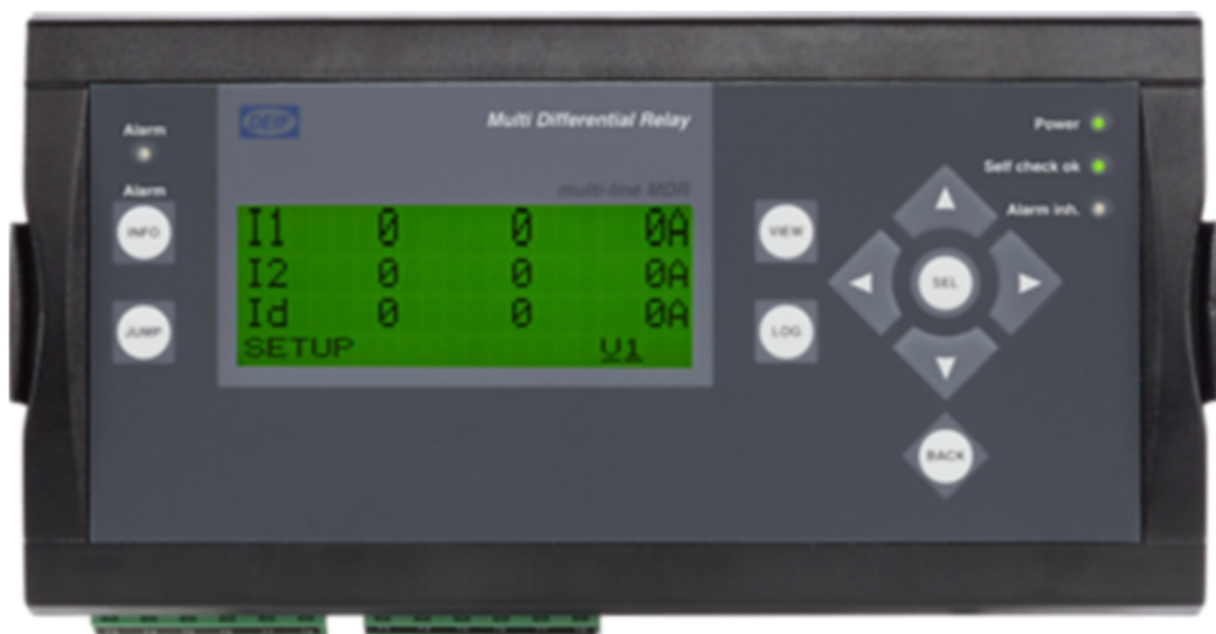 Alarm
Alarm
INFO
JUMP
DEIF
Multi Differential Relay
multi-line MDR
I1 0 0 0A
I2 0 0 0A
Id 0 0 0A
SETUP V1
VIEW
LOG
Power
Self check ok
Alarm inh.
SEL
BACK